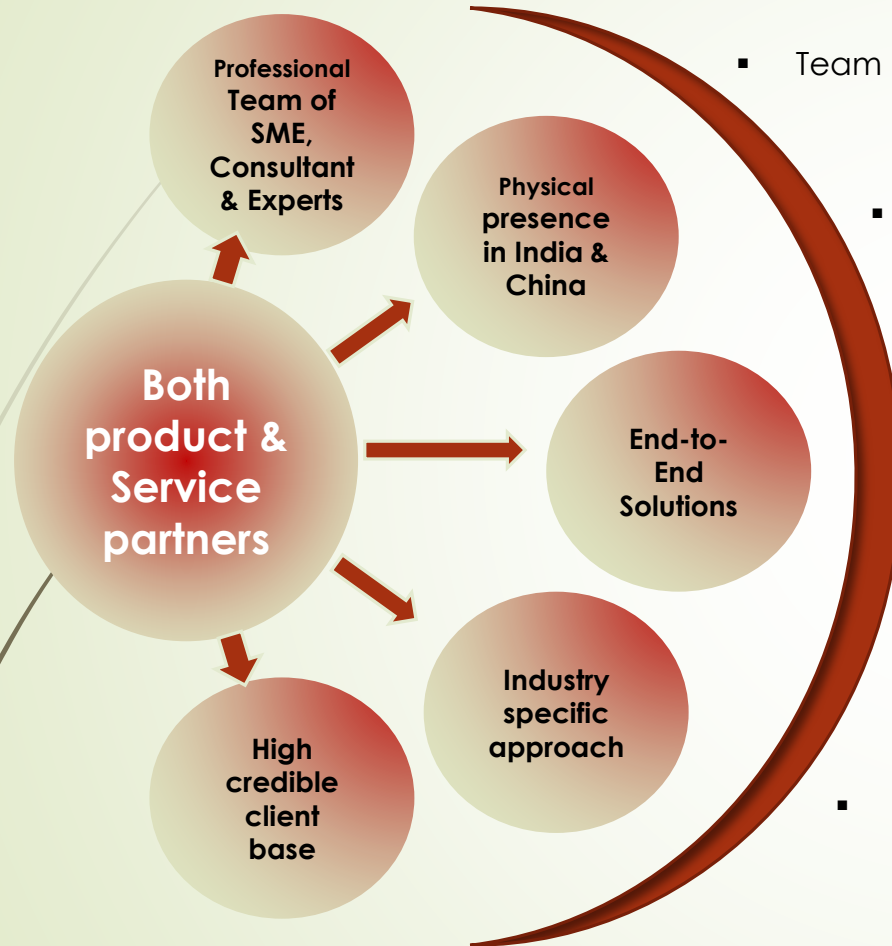 Professional
Team of
SME,
Consultant
& Experts
▪ Team
Physical
presence
in India &
China
▪
Both
product &
Service
partners
End-to-
End
Solutions
Industry
specific
approach
High
credible
client
base
▪